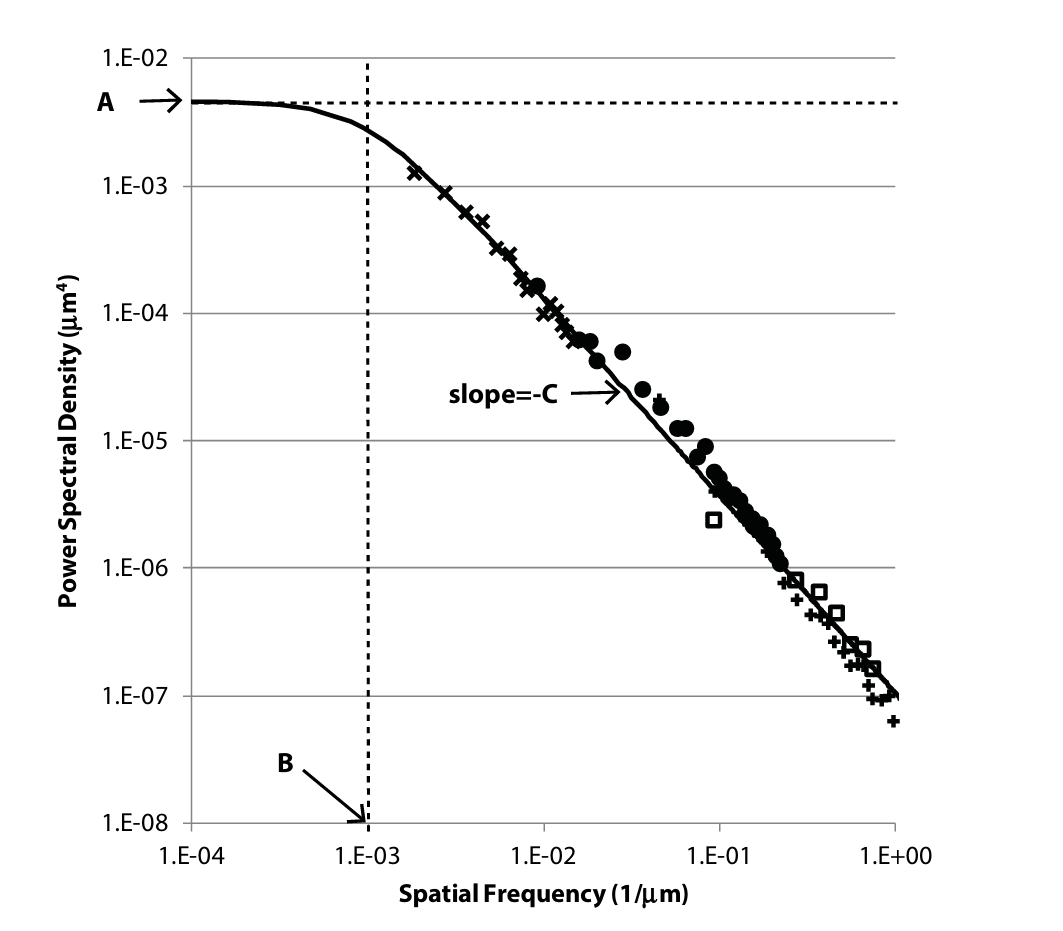 1.E-02
A
1.E-03
1.E-04
slope=-C
1.E-05
1.E-06
1.E-07
B
1.E-08
Power Spectral Density (μm⁴)
1.E-04 1.E-03 1.E-02 1.E-01 1.E+00
Spatial Frequency (1/μm)